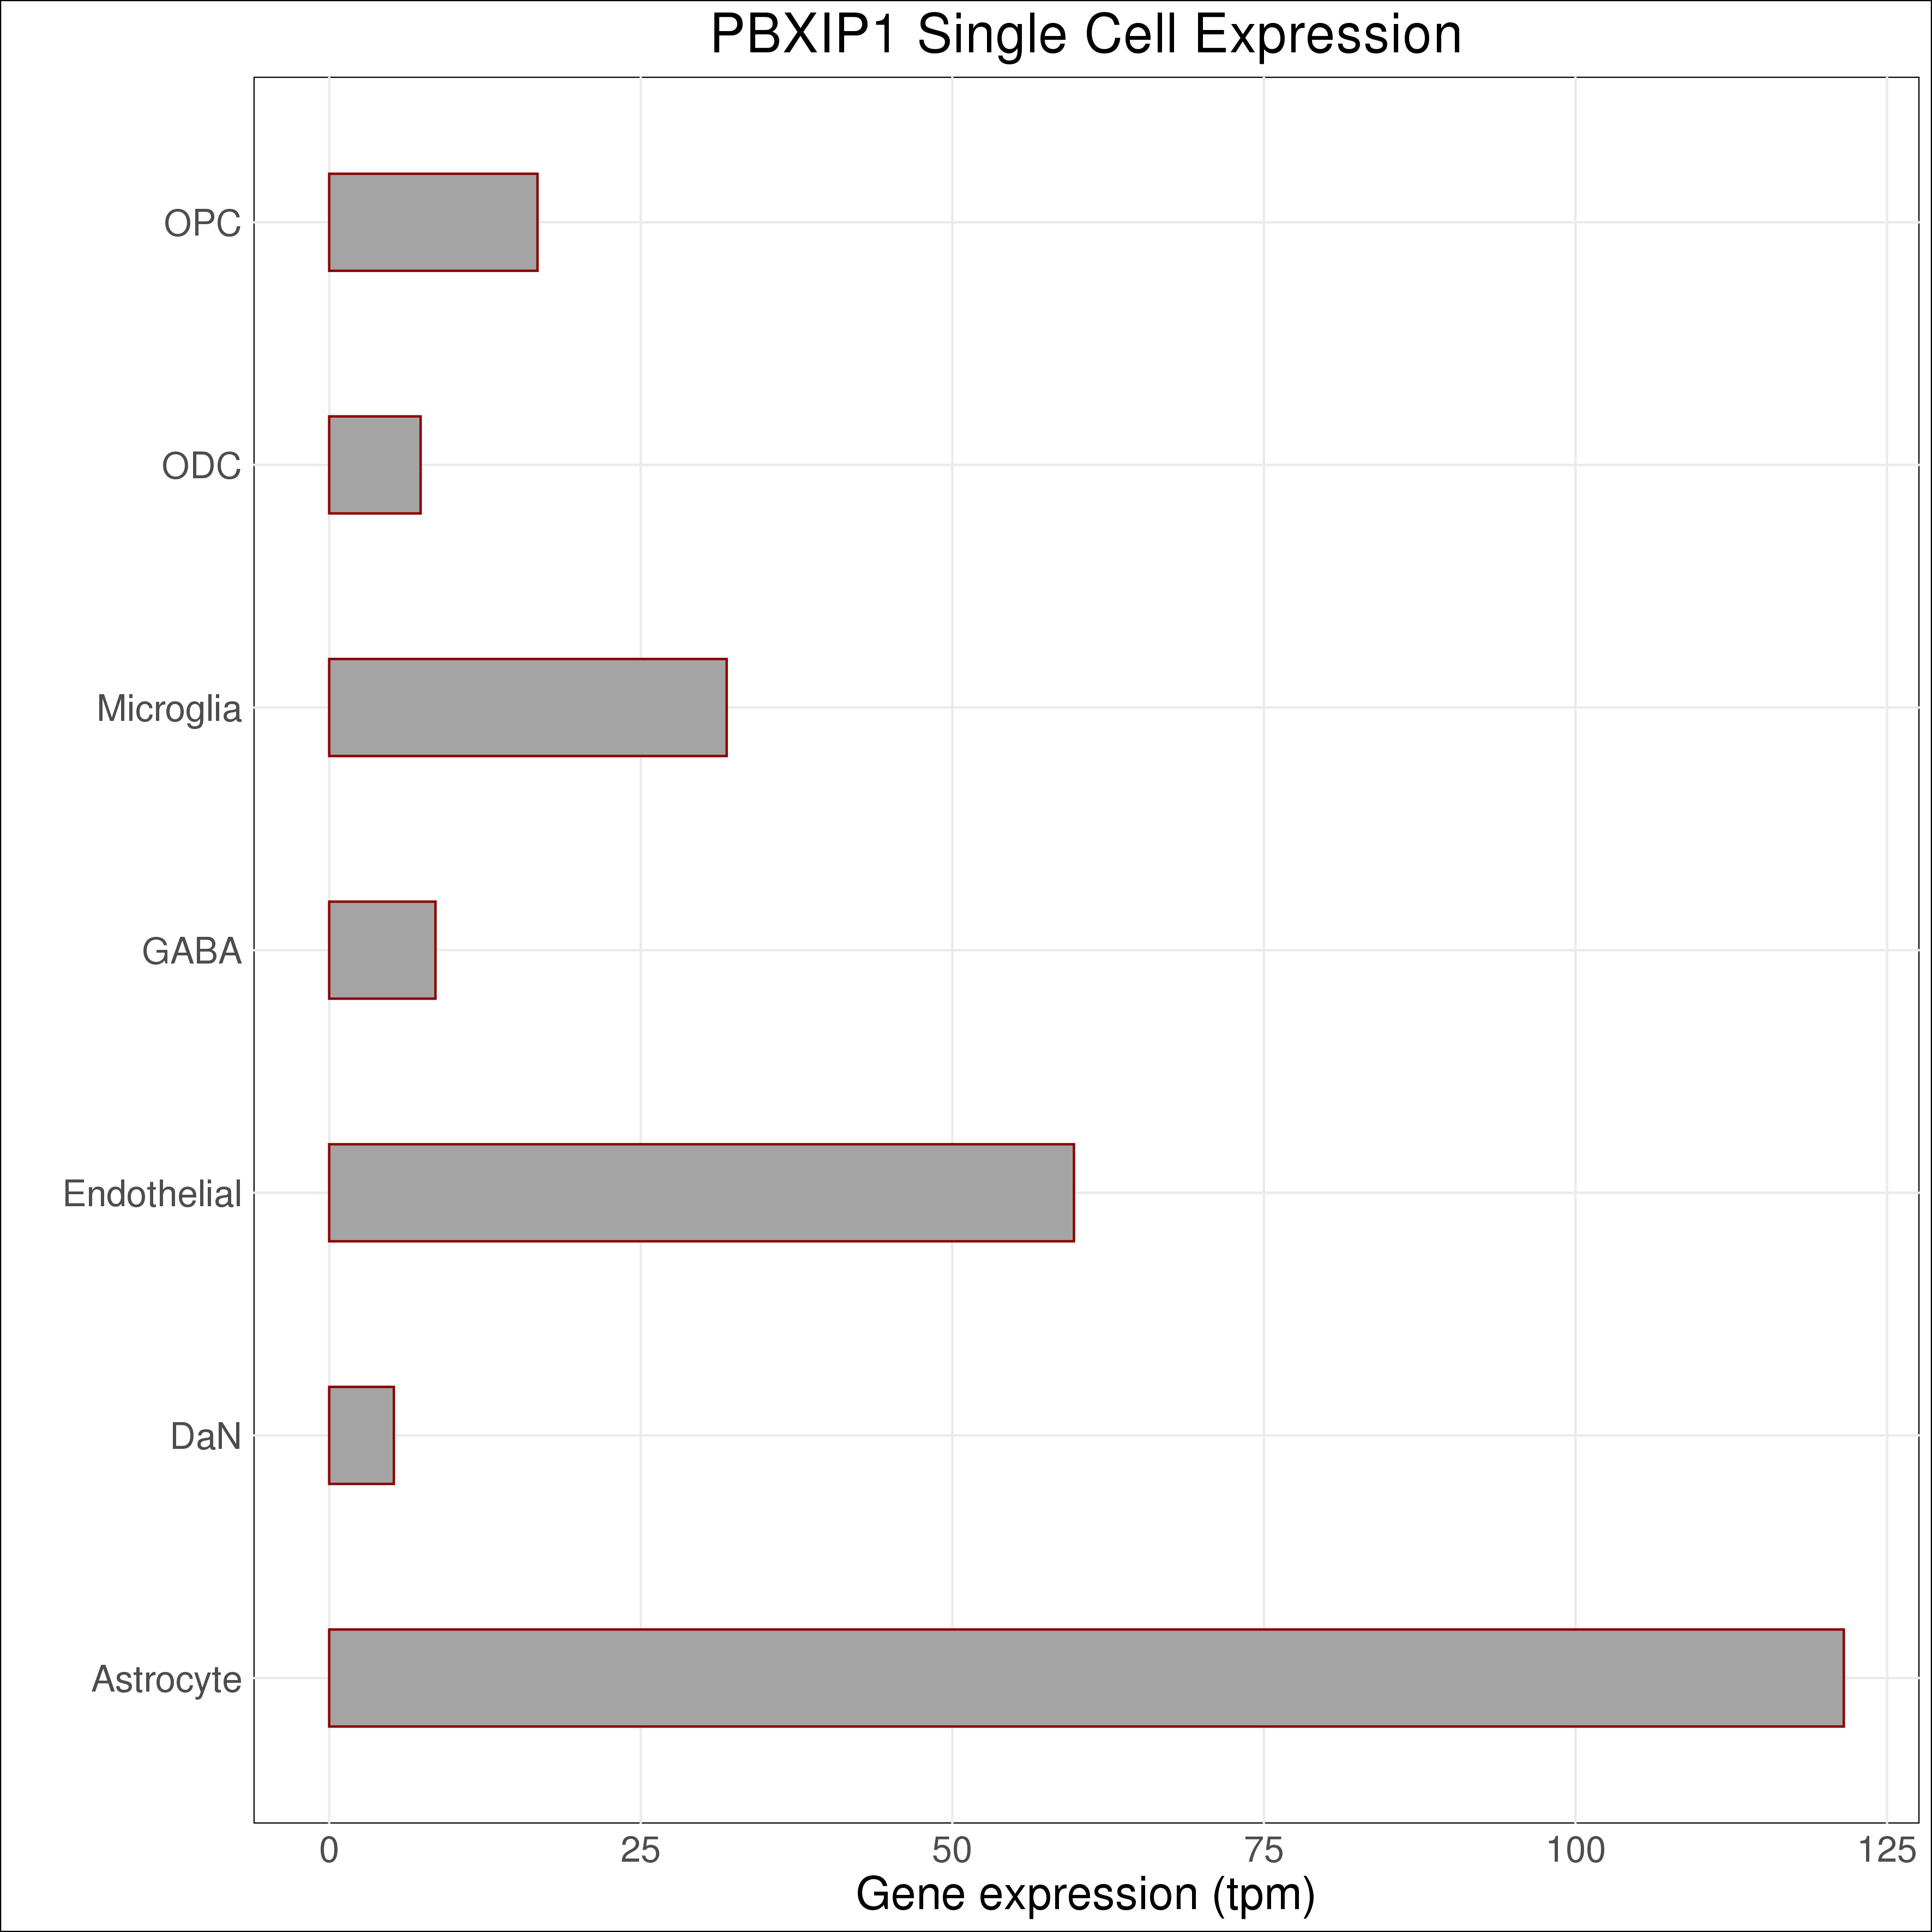 PBXIP1 Single Cell Expression
OPC
ODC
Microglia
GABA
Endothelial
DaN
Astrocyte
0 25 50 75 100 125
Gene expression (tpm)